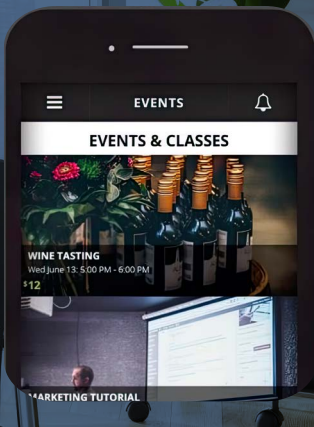 EVENTS
EVENTS & CLASSES
WINE TASTING
Wed June 13: 5:00 PM - 6:00 PM
$12
MARKETING TUTORIAL